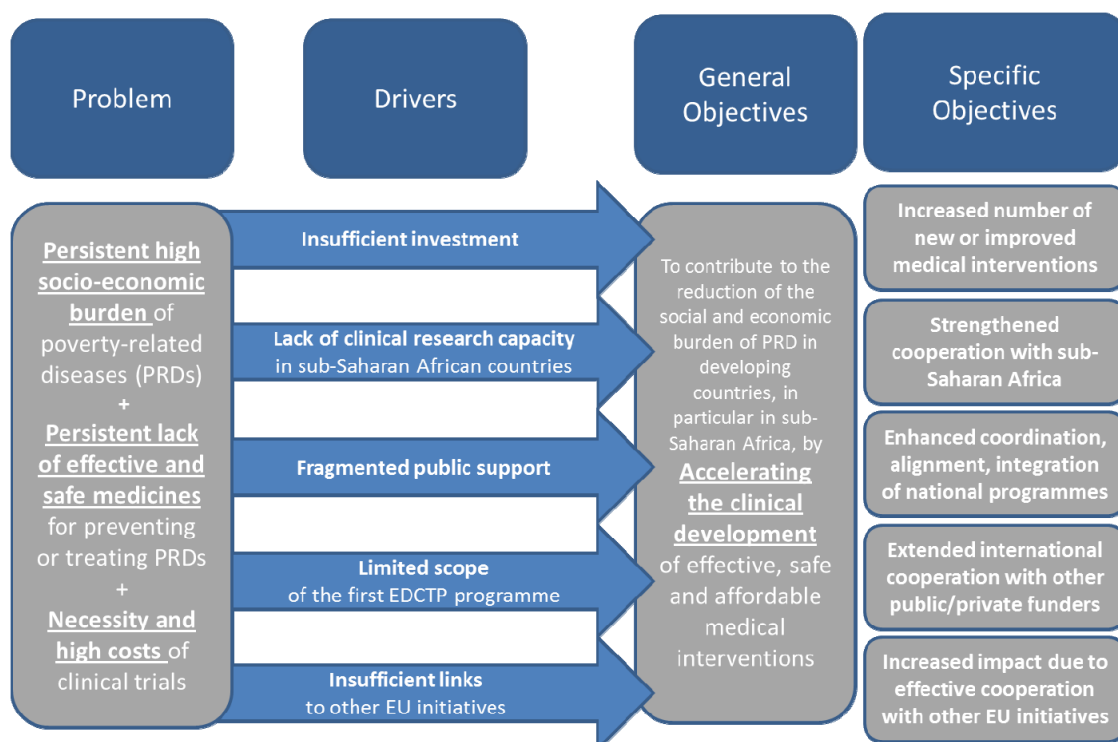 Problem
Drivers
General
Objectives
Specific
Objectives
Persistent high
socio-economic
burden of
poverty-related
diseases (PRDs)
+
Persistent lack
of effective and
safe medicines
for preventing
or treating PRDs
+
Necessity and
high costs of
clinical trials
Insufficient investment
Lack of clinical research capacity
in sub-Saharan African countries
Fragmented public support
Limited scope
of the first EDCTP programme
Insufficient links
to other EU initiatives
To contribute to the
reduction of the
social and economic
burden of PRD in
developing
countries, in
particular in sub-
Saharan Africa, by
Accelerating
the clinical
development
of effective, safe
and affordable
medical
interventions
Increased number of
new or improved
medical interventions
Strengthened
cooperation with sub-
Saharan Africa
Enhanced coordination,
alignment, integration
of national programmes
Extended international
cooperation with other
public/private funders
Increased impact due to
effective cooperation
with other EU initiatives